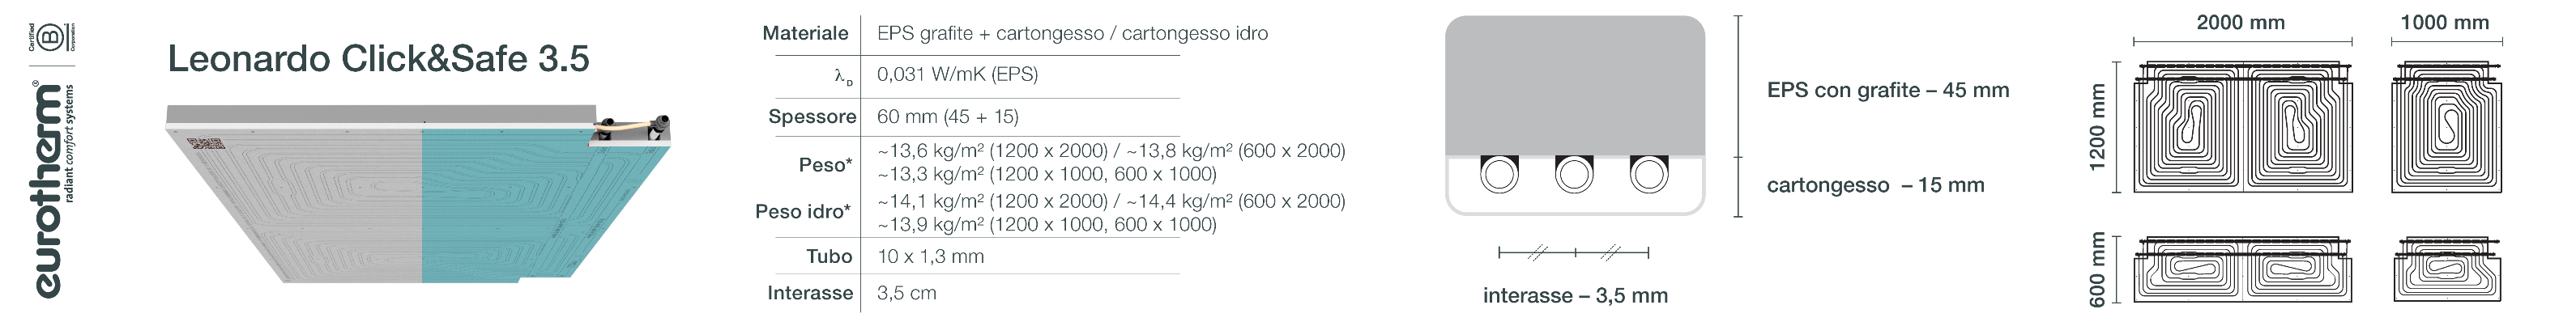 Certified
B
Corporation
eurotherm®
radiant comfort systems
Leonardo Click&Safe 3.5
Materiale EPS grafite + cartongesso / cartongesso idro
λD 0,031 W/mK (EPS)
Spessore 60 mm (45 + 15)
Peso* ~13,6 kg/m² (1200 x 2000) / ~13,8 kg/m² (600 x 2000)
~13,3 kg/m² (1200 x 1000, 600 x 1000)
Peso idro* ~14,1 kg/m² (1200 x 2000) / ~14,4 kg/m² (600 x 2000)
~13,9 kg/m² (1200 x 1000, 600 x 1000)
Tubo 10 x 1,3 mm
Interasse 3,5 cm
EPS con grafite – 45 mm
cartongesso – 15 mm
interasse – 3,5 mm
2000 mm
1000 mm
1200 mm
600 mm